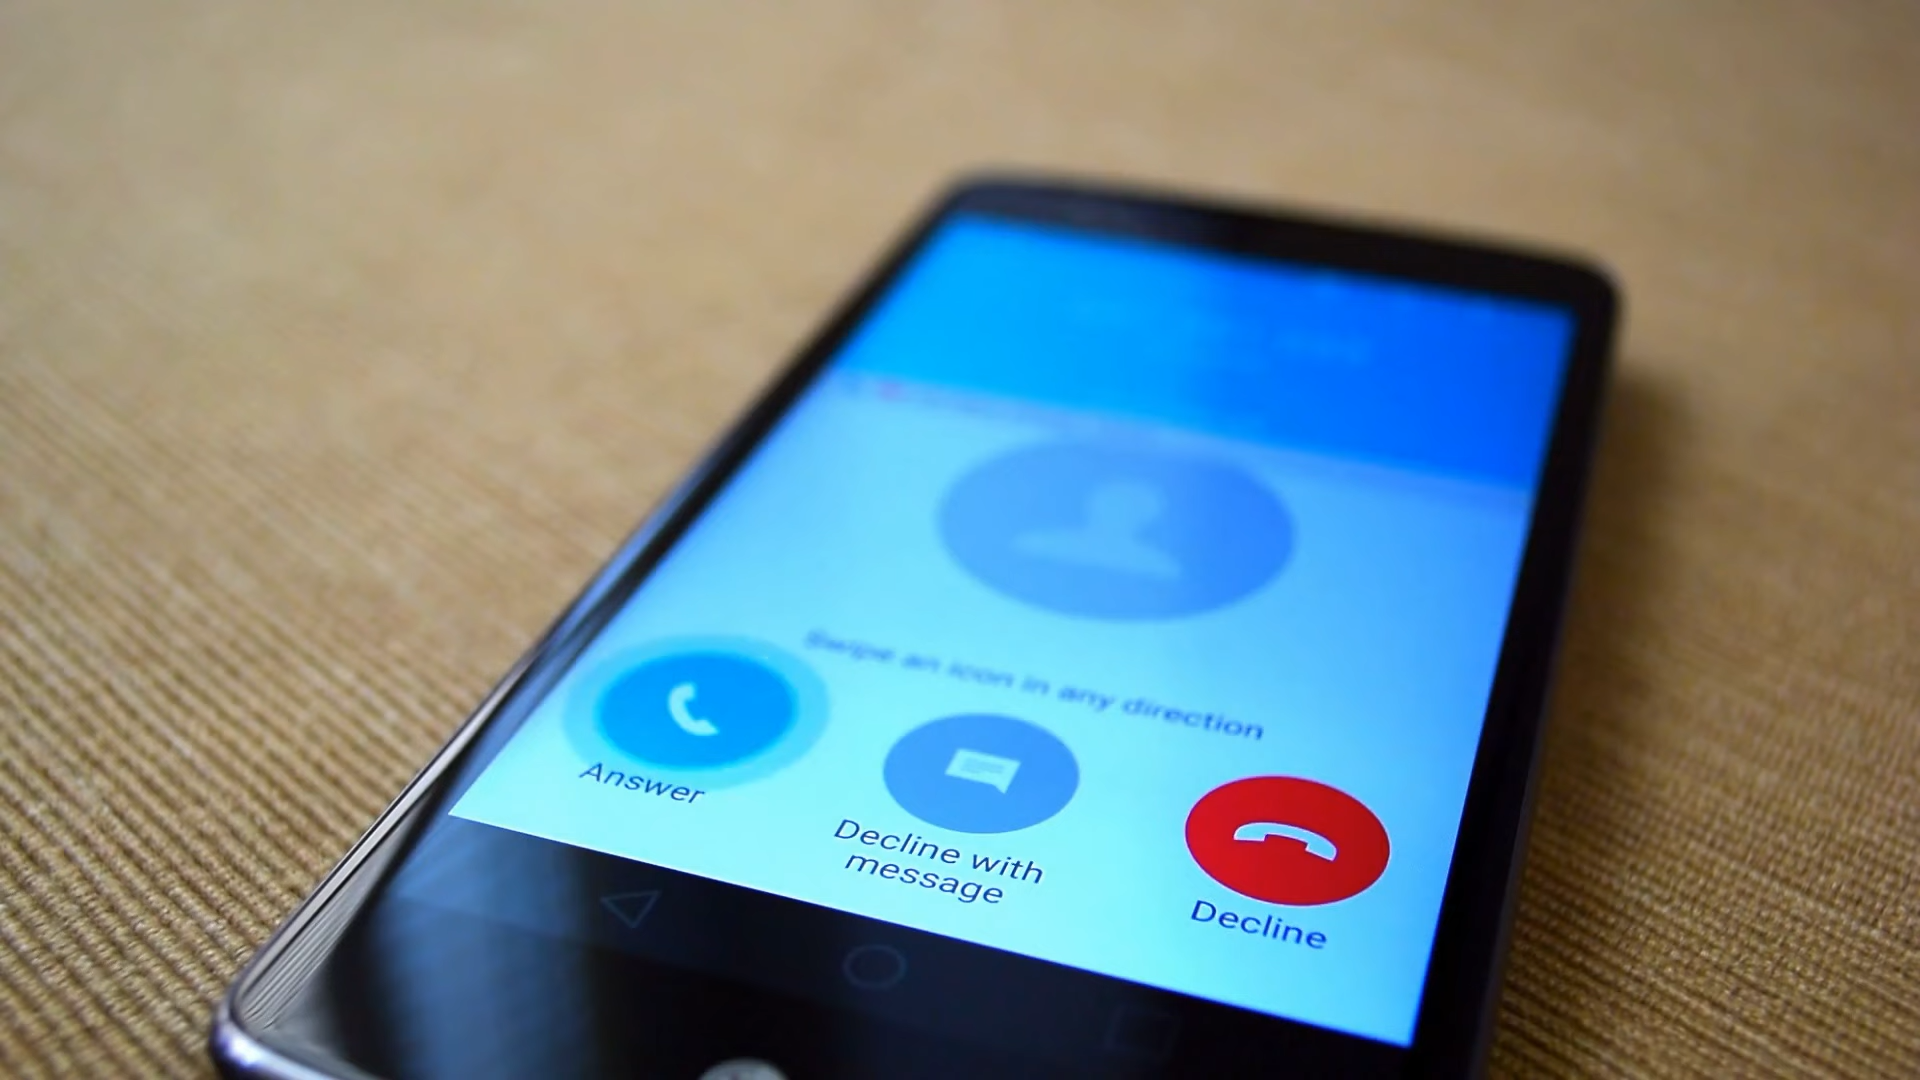 Swipe an icon in any direction
Answer
Decline with
message
Decline